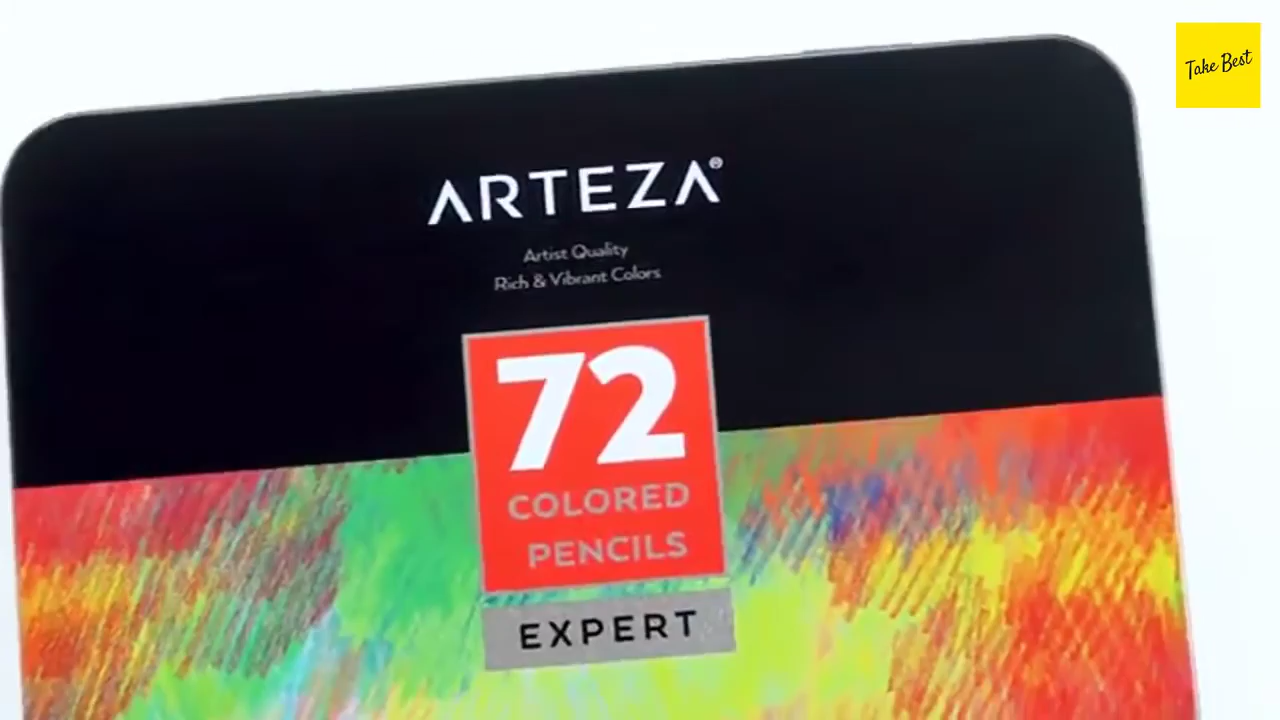 Take Best
ARTEZA®
Artist Quality
Rich & Vibrant Colors
72
COLORED
PENCILS
EXPERT